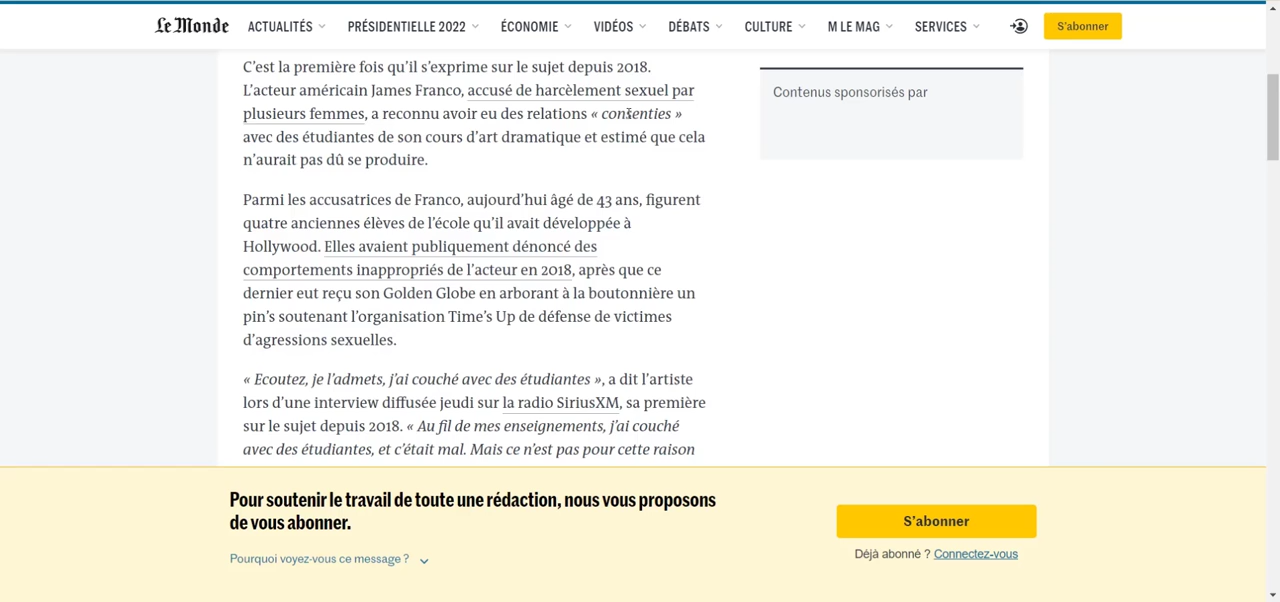 Le Monde ACTUALITÉS PRÉSIDENTIELLE 2022 ÉCONOMIE VIDÉOS DÉBATS CULTURE M LE MAG SERVICES S'abonner
C'est la première fois qu'il s'exprime sur le sujet depuis 2018.
L'acteur américain James Franco, accusé de harcèlement sexuel par
plusieurs femmes, a reconnu avoir eu des relations « consenties »
avec des étudiantes de son cours d'art dramatique et estimé que cela
n'aurait pas dû se produire.
Parmi les accusatrices de Franco, aujourd'hui âgé de 43 ans, figurent
quatre anciennes élèves de l'école qu'il avait développée à
Hollywood. Elles avaient publiquement dénoncé des
comportements inappropriés de l'acteur en 2018, après que ce
dernier eut reçu son Golden Globe en arborant à la boutonnière un
pin's soutenant l'organisation Time's Up de défense de victimes
d'agressions sexuelles.
« Ecoutez, je l'admets, j'ai couché avec des étudiantes », a dit l'artiste
lors d'une interview diffusée jeudi sur la radio SiriusXM, sa première
sur le sujet depuis 2018. « Au fil de mes enseignements, j'ai couché
avec des étudiantes, et c'était mal. Mais ce n'est pas pour cette raison
Contenus sponsorisés par
Pour soutenir le travail de toute une rédaction, nous vous proposons
de vous abonner.
Pourquoi voyez-vous ce message ?
S'abonner
Déjà abonné ? Connectez-vous